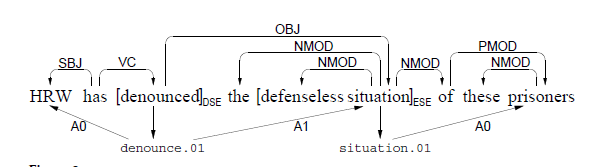 OBJ
NMOD
PMOD
SBJ VC NMOD NMOD NMOD
HRW has [denounced]DSE the [defenseless situation]ESE of these prisoners
A0 A1 A0
denounce.01 situation.01